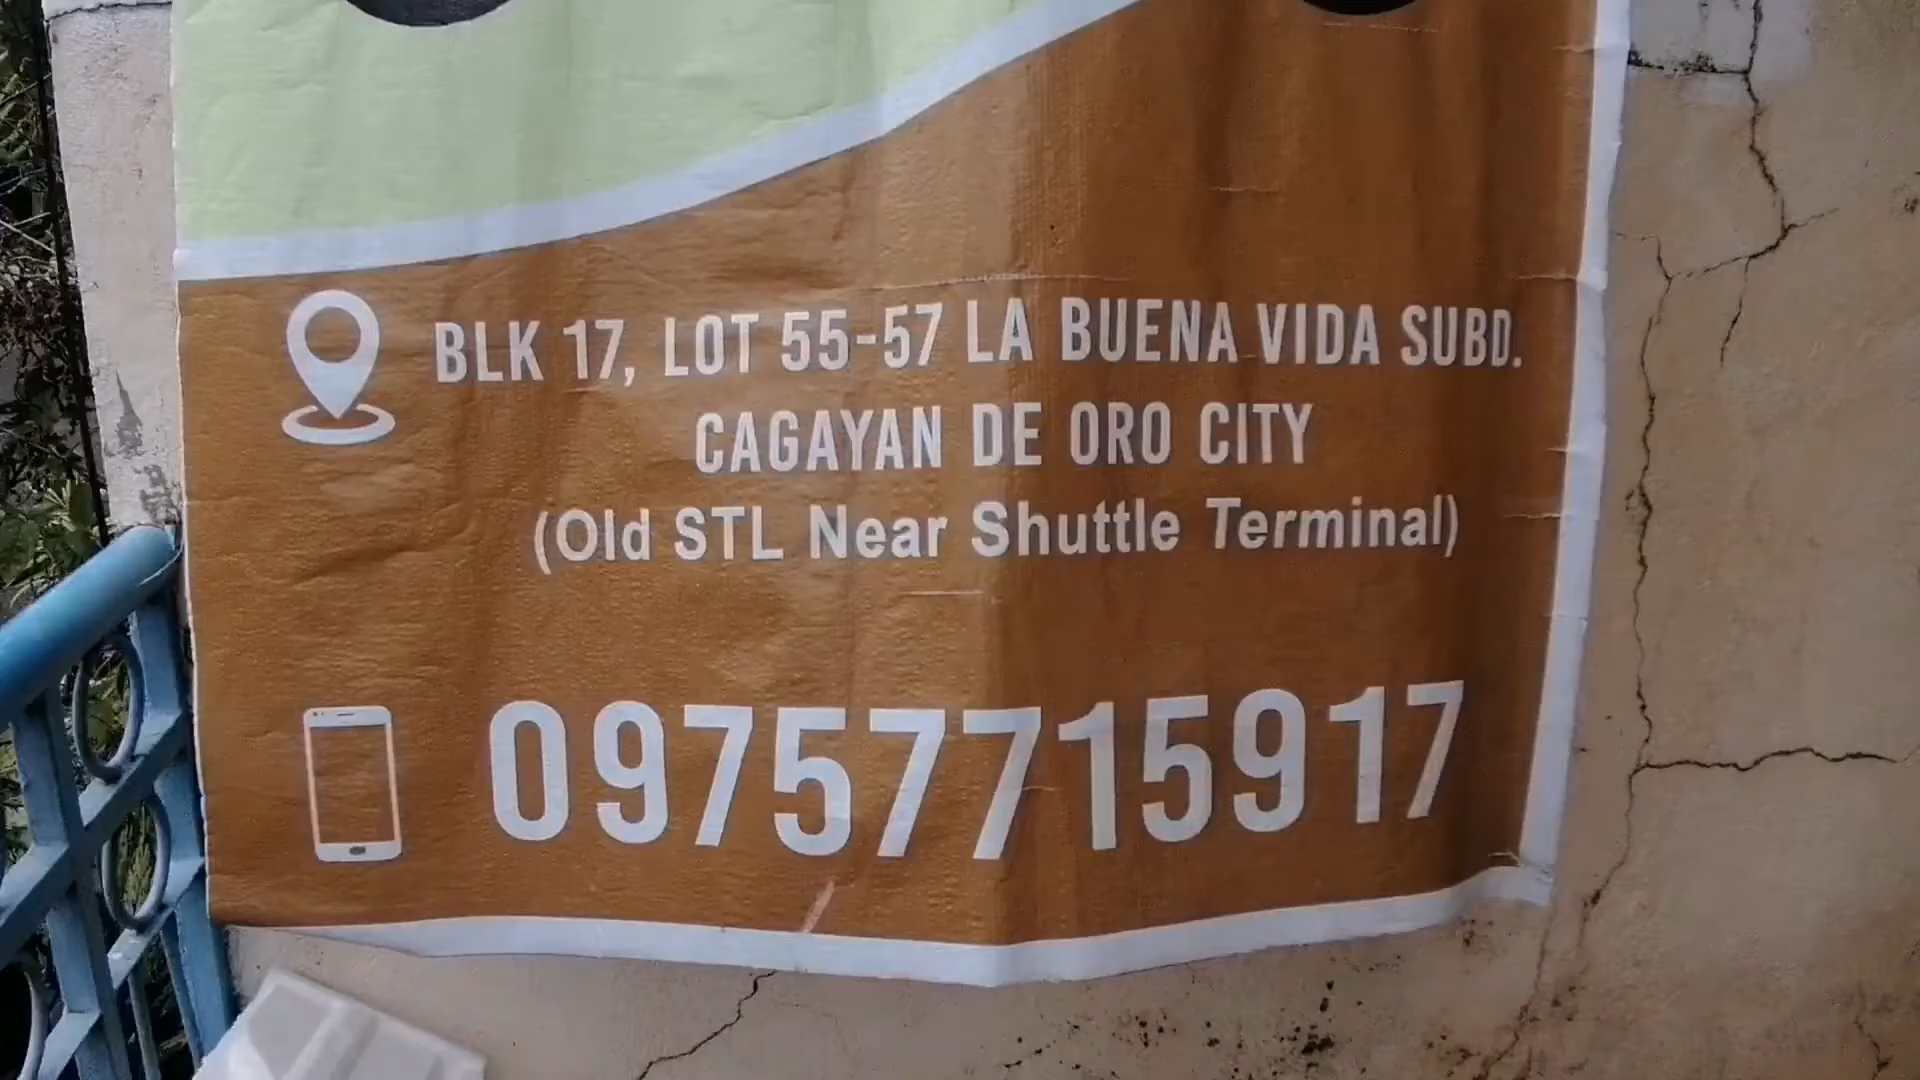 BLK 17, LOT 55-57 LA BUENA VIDA SUBD.
CAGAYAN DE ORO CITY
(Old STL Near Shuttle Terminal)
09757715917